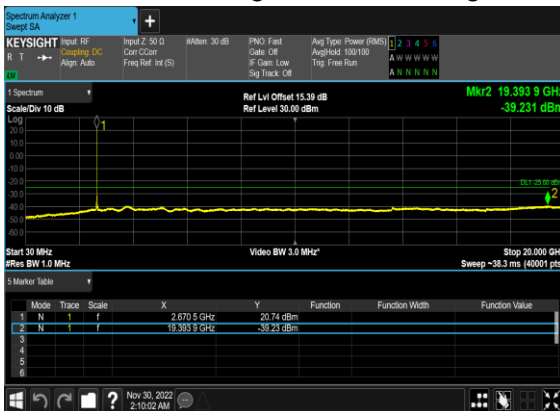 Spectrum Analyzer 1
Swept SA
KEYSIGHT Input: RF Input Z: 50 Ω #Atten: 30 dB PNO: Fast Avg Type: Power (RMS) 1 2 3 4 5 6
R T Coupling: DC Corr CCorr Gate: Off Avg|Hold: 100/100 A W W W W W
Align: Auto Freq Ref: Int (S) IF Gain: Low Trig: Free Run
Sig Track: Off A N N N N N
1 Spectrum
Ref Lvl Offset 15.39 dB Mkr2 19.393 9 GHz
Scale/Div 10 dB Ref Level 30.00 dBm -39.231 dBm
Log
20.0 1
10.0
0.00
-10.0
-20.0 DL1 -25.00 dBm
-30.0 2
-40.0
-50.0
-60.0
Start 30 MHz Video BW 3.0 MHz* Stop 20.000 GHz
#Res BW 1.0 MHz Sweep ~38.3 ms (40001 pts)
5 Marker Table
Mode Trace Scale X Y Function Function Width Function Value
1 N 1 f 2.670 5 GHz 20.74 dBm
2 N 1 f 19.393 9 GHz -39.23 dBm
3
4
5
6
? Nov 30, 2022
2:10:02 AM